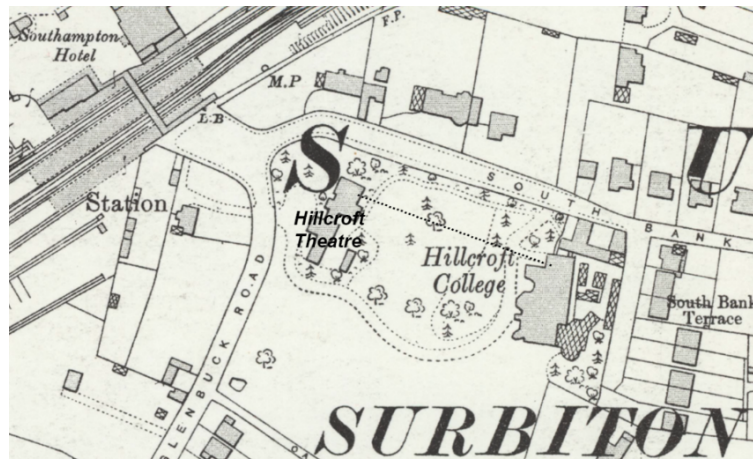 Southampton
Hotel
F.P.
M.P
L.B
S
U
Station
Hillcroft
Theatre
SOUTH BANK
Hillcroft
College
GLENBUCK ROAD
South Bank
Terrace
SURBITON